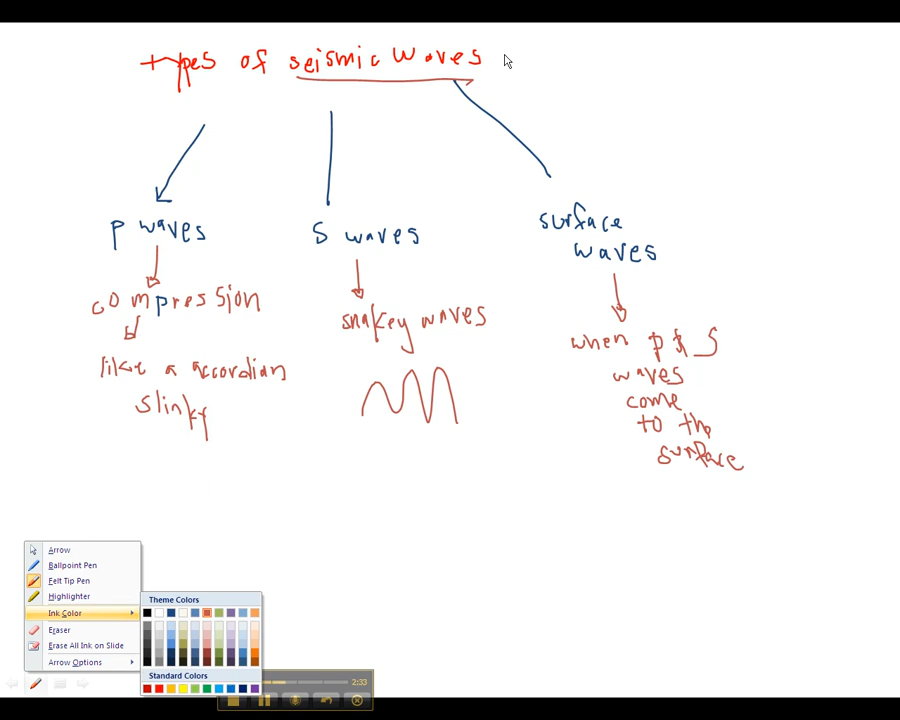 types of seismic waves
P waves
S waves
surface
waves
compression
like a accordian
slinky
snakey waves
when p & S
waves
come
to the
surface
Arrow
Ballpoint Pen
Felt Tip Pen
Highlighter
Ink Color
Eraser
Erase All Ink on Slide
Arrow Options
Theme Colors
Standard Colors
2:33